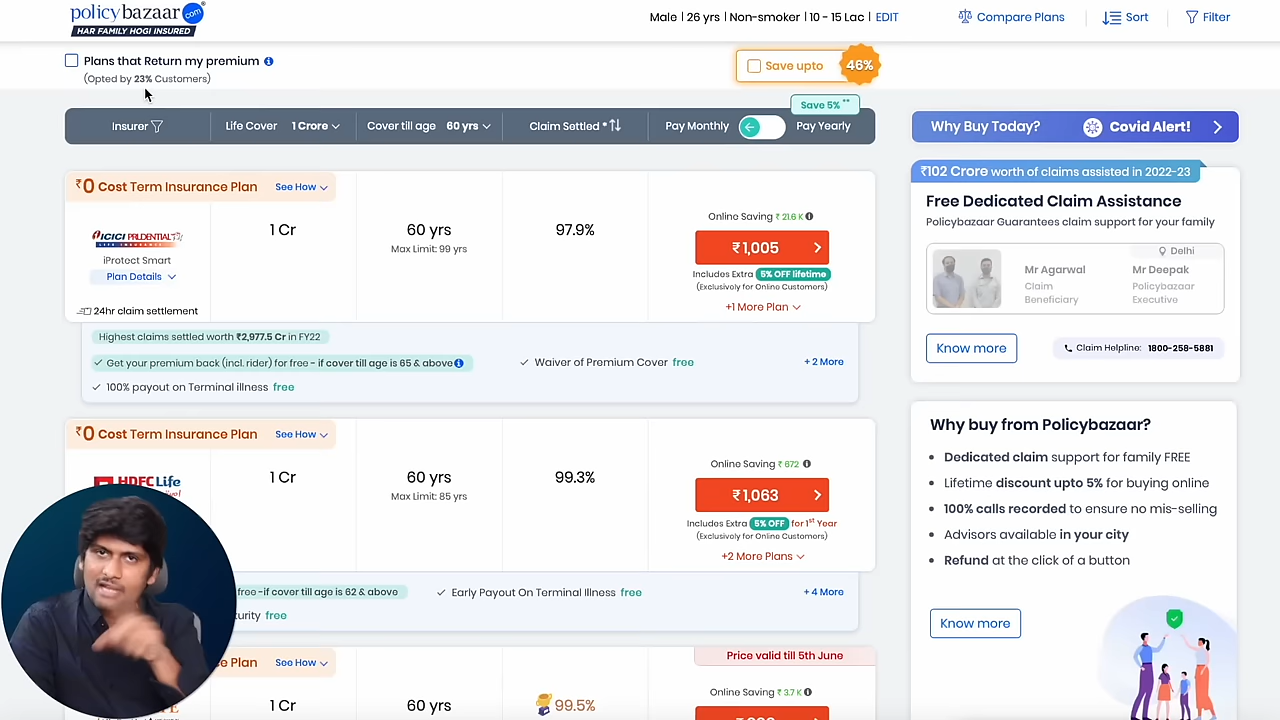 policybazaar.com
HAR FAMILY HOGI INSURED
Male | 26 yrs | Non-smoker | 10 - 15 Lac | EDIT
Compare Plans
Sort
Filter
Plans that Return my premium
(Opted by 23% Customers)
Save upto
46%
Save 5% **
Insurer
Life Cover 1 Crore
Cover till age 60 yrs
Claim Settled *
Pay Monthly
Pay Yearly
₹0 Cost Term Insurance Plan See How
ICICI PRUDENTIAL
LIFE INSURANCE
iProtect Smart
Plan Details
24hr claim settlement
1 Cr
60 yrs
Max Limit: 99 yrs
97.9%
Online Saving ₹ 21.6 K
₹1,005
Includes Extra 5% OFF lifetime
(Exclusively for Online Customers)
+1 More Plan
Highest claims settled worth ₹2,977.5 Cr in FY22
Get your premium back (incl. rider) for free - if cover till age is 65 & above
Waiver of Premium Cover free
+ 2 More
100% payout on Terminal illness free
₹0 Cost Term Insurance Plan See How
HDFC Life
1 Cr
60 yrs
Max Limit: 85 yrs
99.3%
Online Saving ₹ 672
₹1,063
Includes Extra 5% OFF for 1st Year
(Exclusively for Online Customers)
+2 More Plans
free -if cover till age is 62 & above
Early Payout On Terminal Illness free
+ 4 More
free
Plan See How
Price valid till 5th June
1 Cr
60 yrs
99.5%
Online Saving ₹ 3.7 K
Why Buy Today?
Covid Alert!
₹102 Crore worth of claims assisted in 2022-23
Free Dedicated Claim Assistance
Policybazaar Guarantees claim support for your family
Delhi
Mr Agarwal
Claim
Beneficiary
Mr Deepak
Policybazaar
Executive
Know more
Claim Helpline: 1800-258-5881
Why buy from Policybazaar?
Dedicated claim support for family FREE
Lifetime discount upto 5% for buying online
100% calls recorded to ensure no mis-selling
Advisors available in your city
Refund at the click of a button
Know more